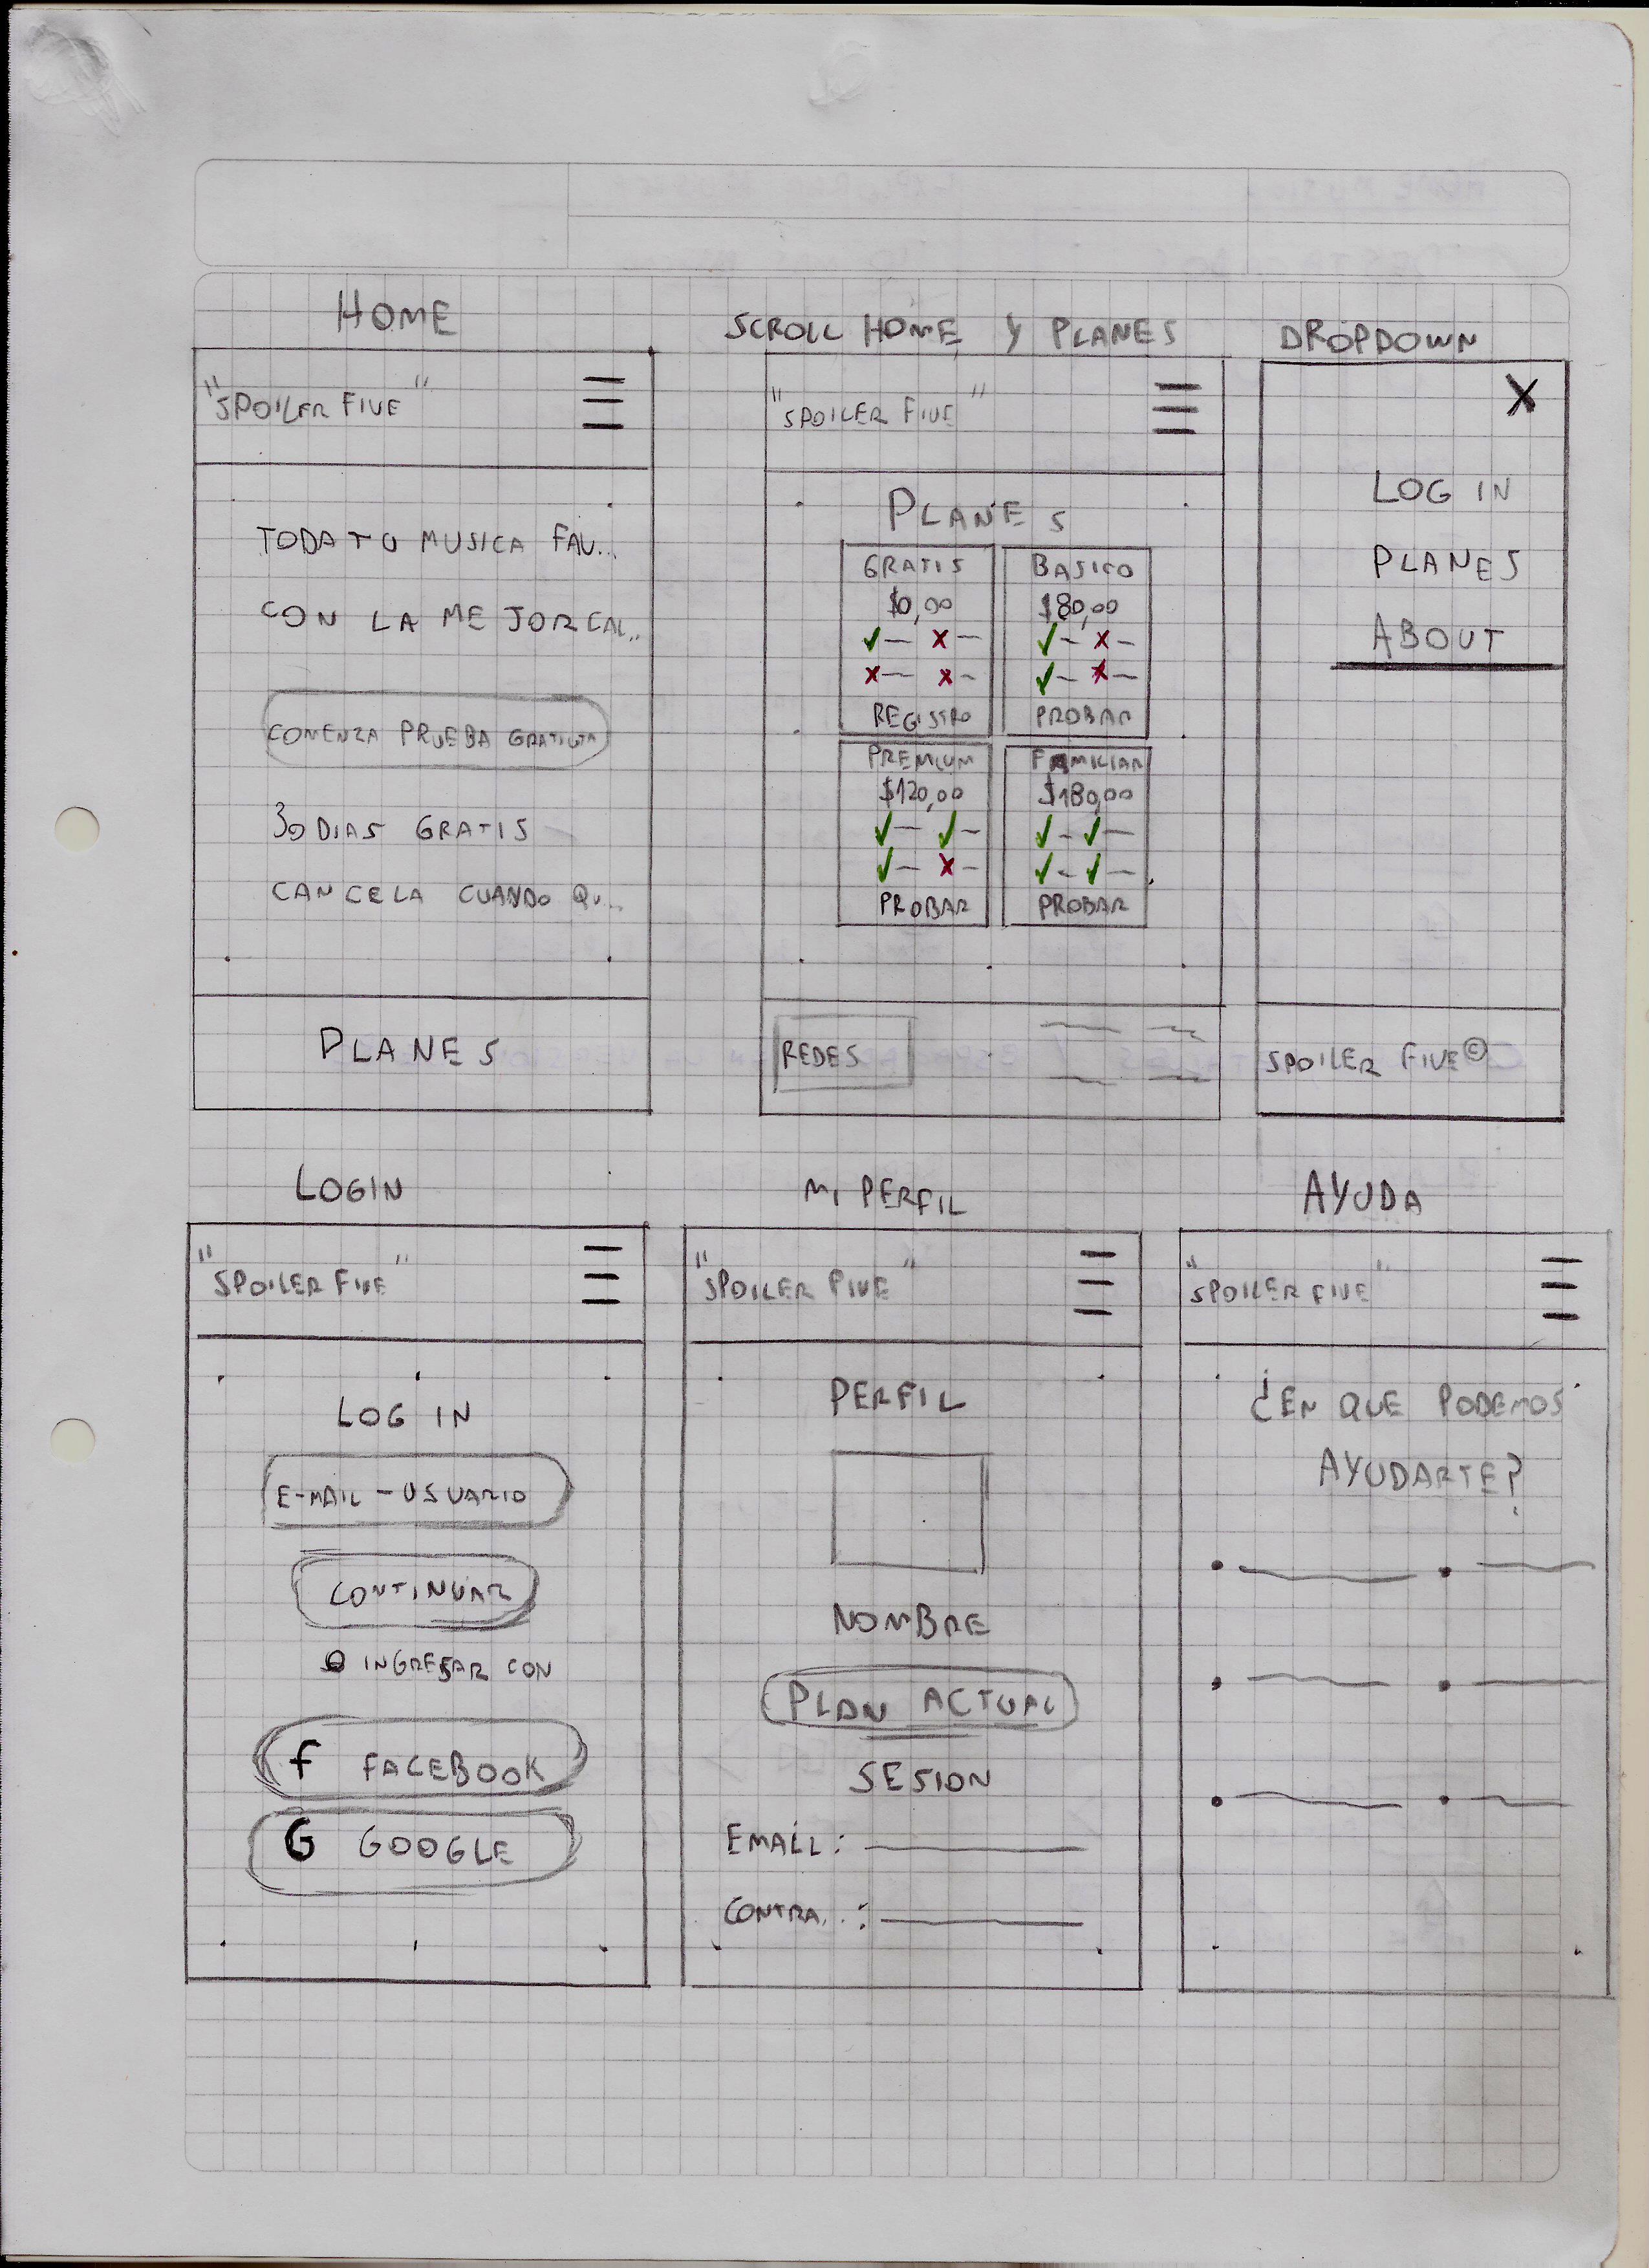 HOME
"SPOILER FIVE"
TODA TU MUSICA FAV...
CON LA MEJOR CAL..
COMENZA PRUEBA GRATUITA
30 DIAS GRATIS
CANCELA CUANDO QU..
PLANES
SCROLL HOME Y PLANES
"SPOILER FIVE"
PLANES
GRATIS
$0,00
✓— X—
X— X—
REGISTRO
BASICO
$80,00
✓— X—
✓— X—
PROBAR
PREMIUM
$120,00
✓— ✓—
✓— X—
PROBAR
FAMILIAR
$180,00
✓— ✓—
✓— ✓—
PROBAR
REDES
DROPDOWN
X
LOG IN
PLANES
ABOUT
SPOILER FIVE ©
LOGIN
"SPOILER FIVE"
LOG IN
E-MAIL - USUARIO
CONTINUAR
O INGRESAR CON
f FACEBOOK
G GOOGLE
MI PERFIL
"SPOILER FIVE"
PERFIL
NOMBRE
PLAN ACTUAL
SESION
EMAIL:
CONTRA..:
AYUDA
"SPOILER FIVE"
¿EN QUE PODEMOS
AYUDARTE?